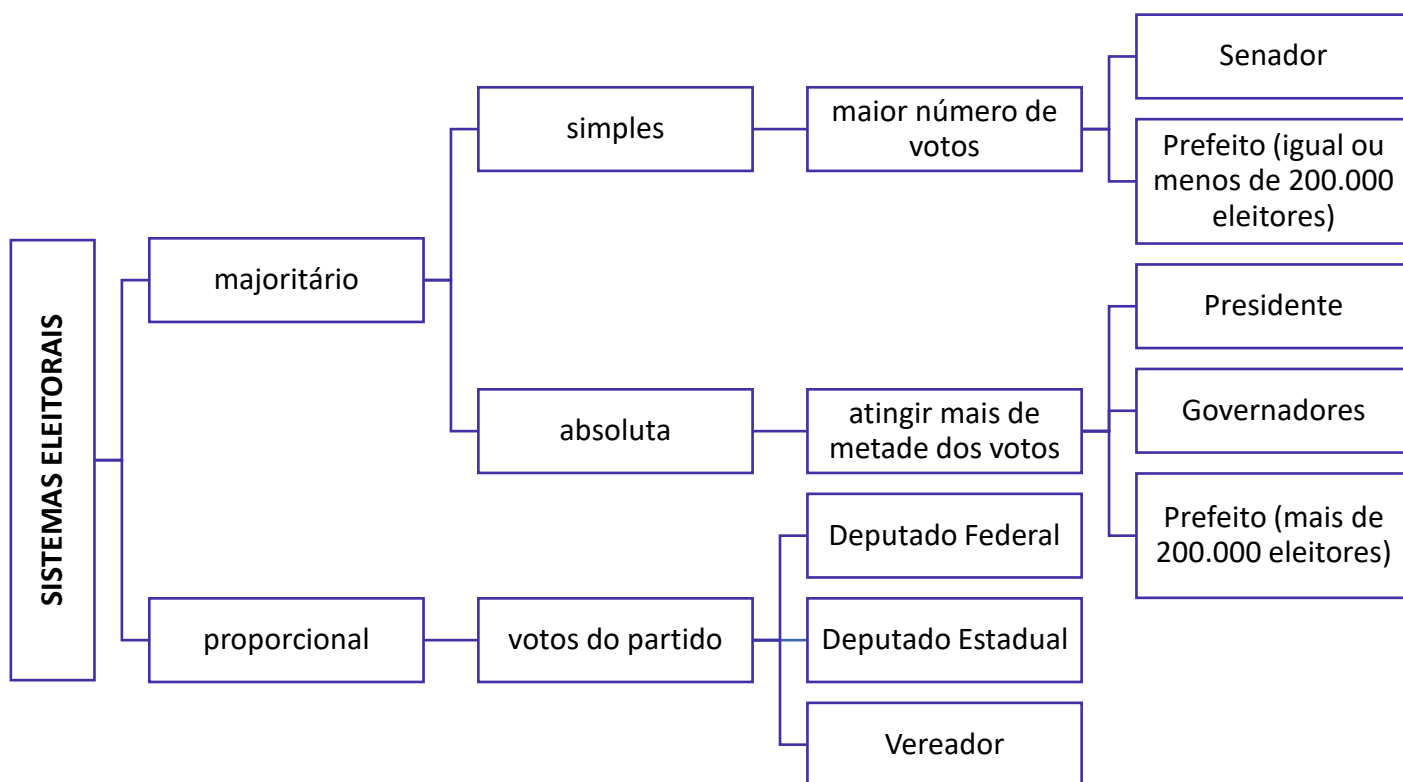 SISTEMAS ELEITORAIS
majoritário
simples
maior número de
votos
Senador
Prefeito (igual ou
menos de 200.000
eleitores)
absoluta
atingir mais de
metade dos votos
Presidente
Governadores
Prefeito (mais de
200.000 eleitores)
proporcional
votos do partido
Deputado Federal
Deputado Estadual
Vereador